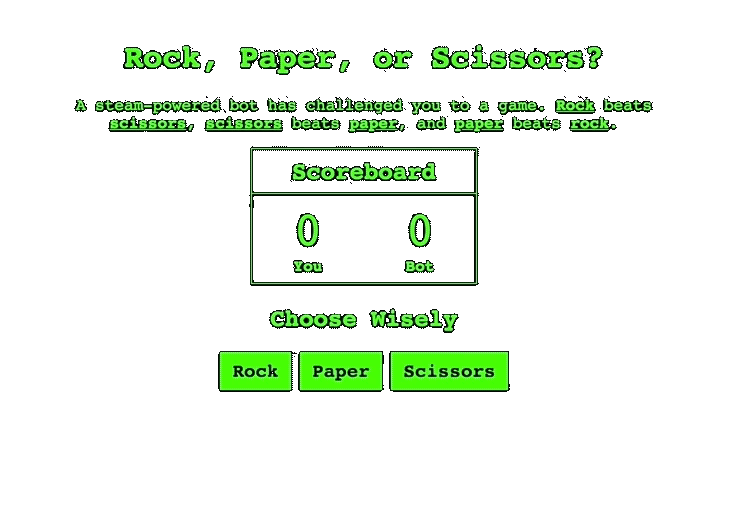 Rock, Paper, or Scissors?
A steam-powered bot has challenged you to a game. Rock beats
scissors, scissors beats paper, and paper beats rock.
Scoreboard
0 0
You Bot
Choose Wisely
Rock Paper Scissors